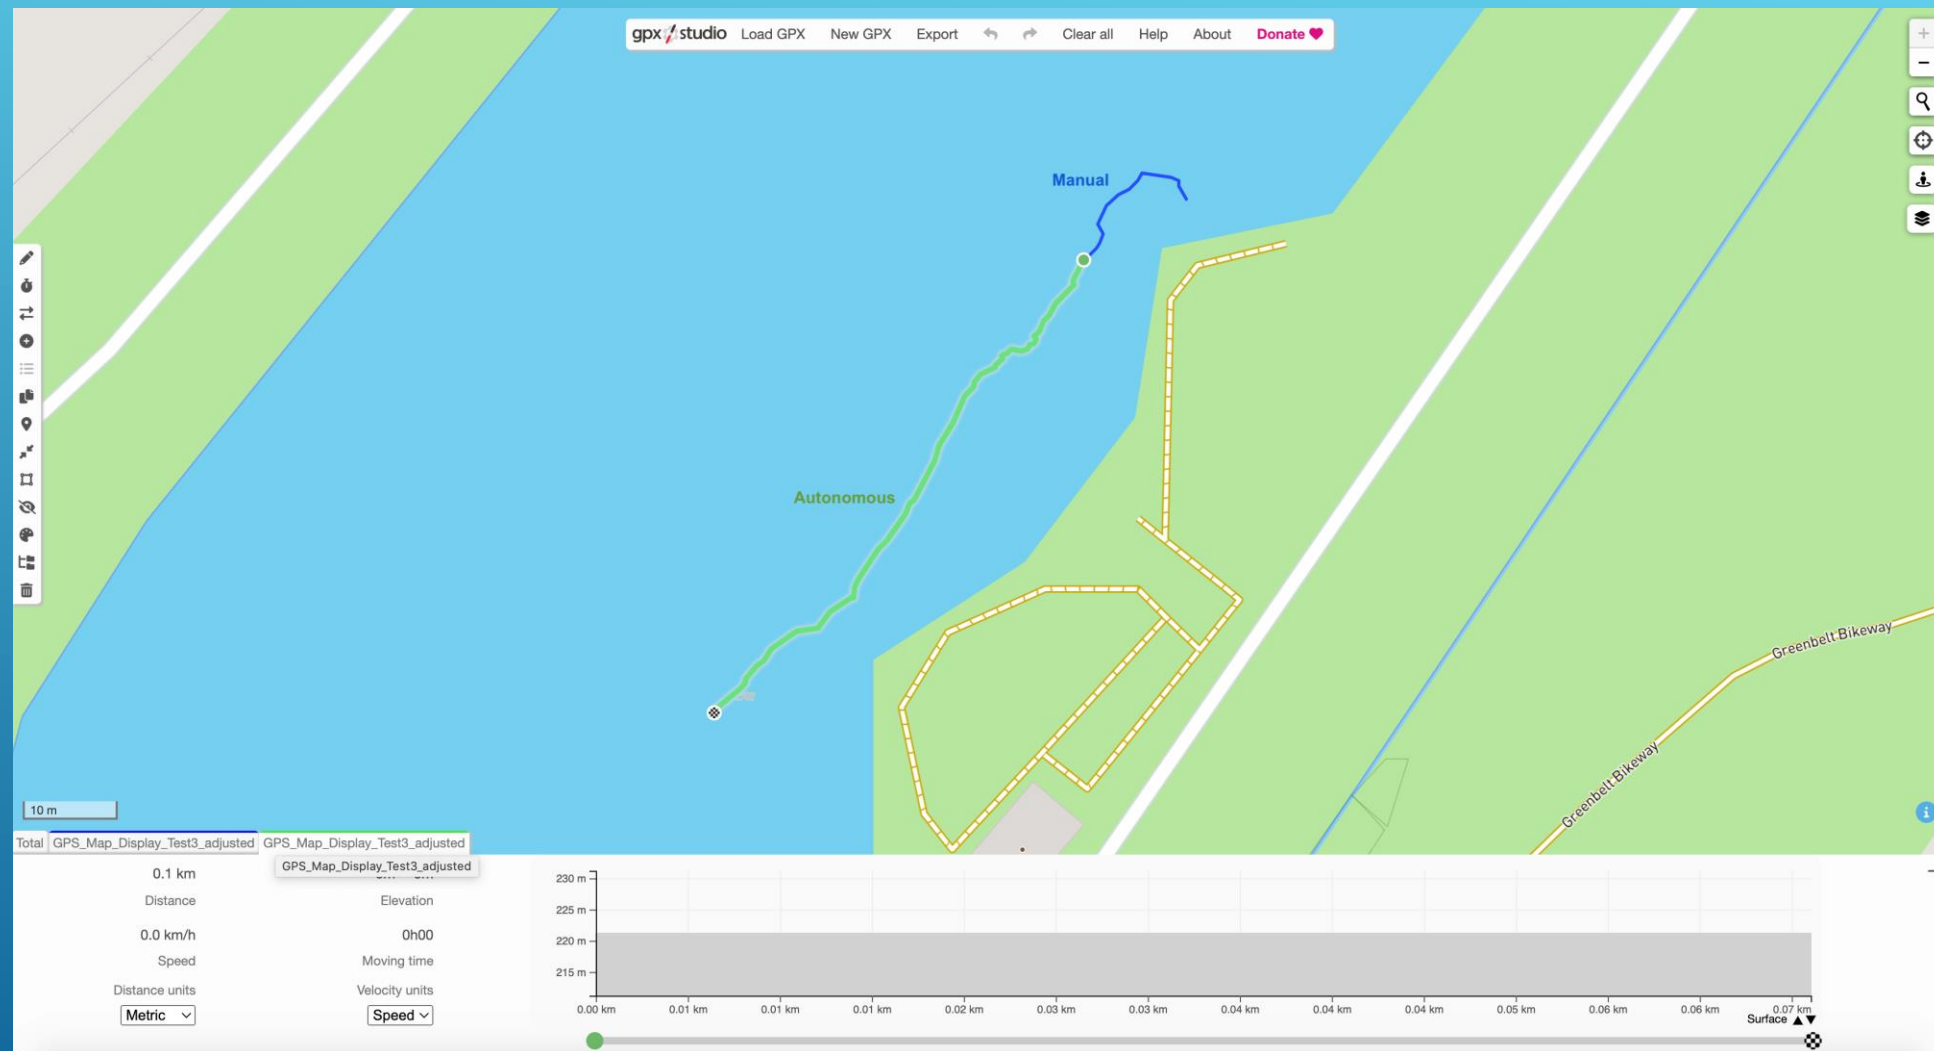 gpx studio Load GPX New GPX Export Clear all Help About Donate
Manual
Autonomous
Greenbelt Bikeway
Greenbelt Bikeway
10 m
Total GPS_Map_Display_Test3_adjusted GPS_Map_Display_Test3_adjusted
GPS_Map_Display_Test3_adjusted
0.1 km
Distance Elevation
0.0 km/h 0h00
Speed Moving time
Distance units Velocity units
Metric Speed
230 m
225 m
220 m
215 m
0.00 km 0.01 km 0.01 km 0.01 km 0.02 km 0.03 km 0.03 km 0.04 km 0.04 km 0.04 km 0.05 km 0.06 km 0.06 km 0.07 km
Surface